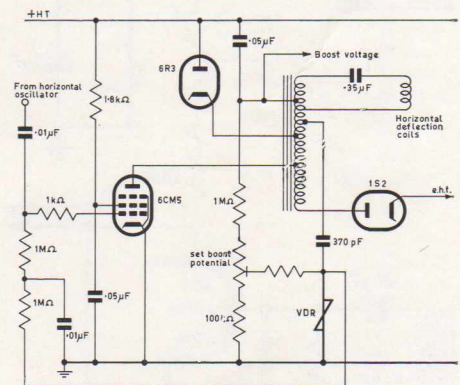 +HT
·05μF
Boost voltage
6R3
·35μF
From horizontal
oscillator
1·8kΩ
Horizontal
deflection
coils
·01μF
1S2
e.h.t.
1kΩ
6CM5
1MΩ
1MΩ
370 pF
set boost
potential
1MΩ
·05μF
VDR
·01μF